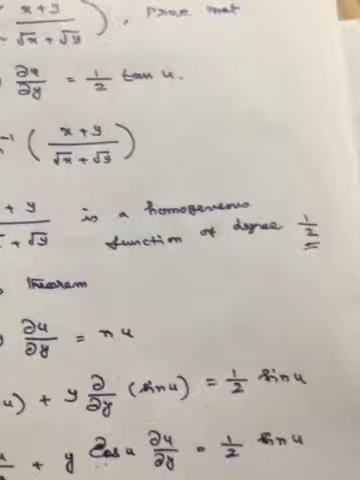 x + y / √x + √y ) , Prove that
∂u/∂y = 1/2 tan u.
-1 ( x + y / √x + √y )
+ y / √x + √y is a homogeneous function of degree 1/2
Theorem
∂u/∂y = n u
u) + y ∂/∂y (sin u) = 1/2 sin u
+ y cos u ∂u/∂y = 1/2 sin u